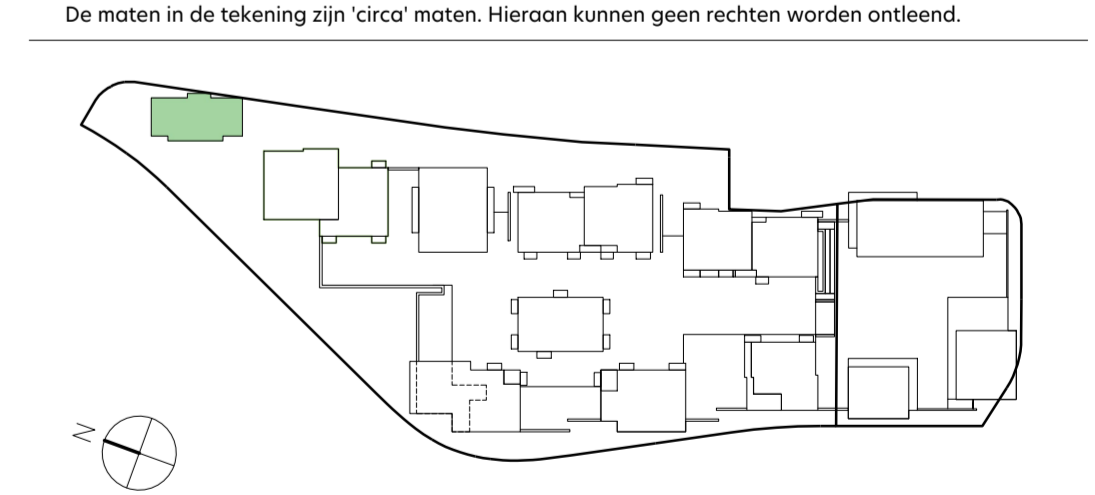 De maten in de tekening zijn 'circa' maten. Hieraan kunnen geen rechten worden ontleend.
N